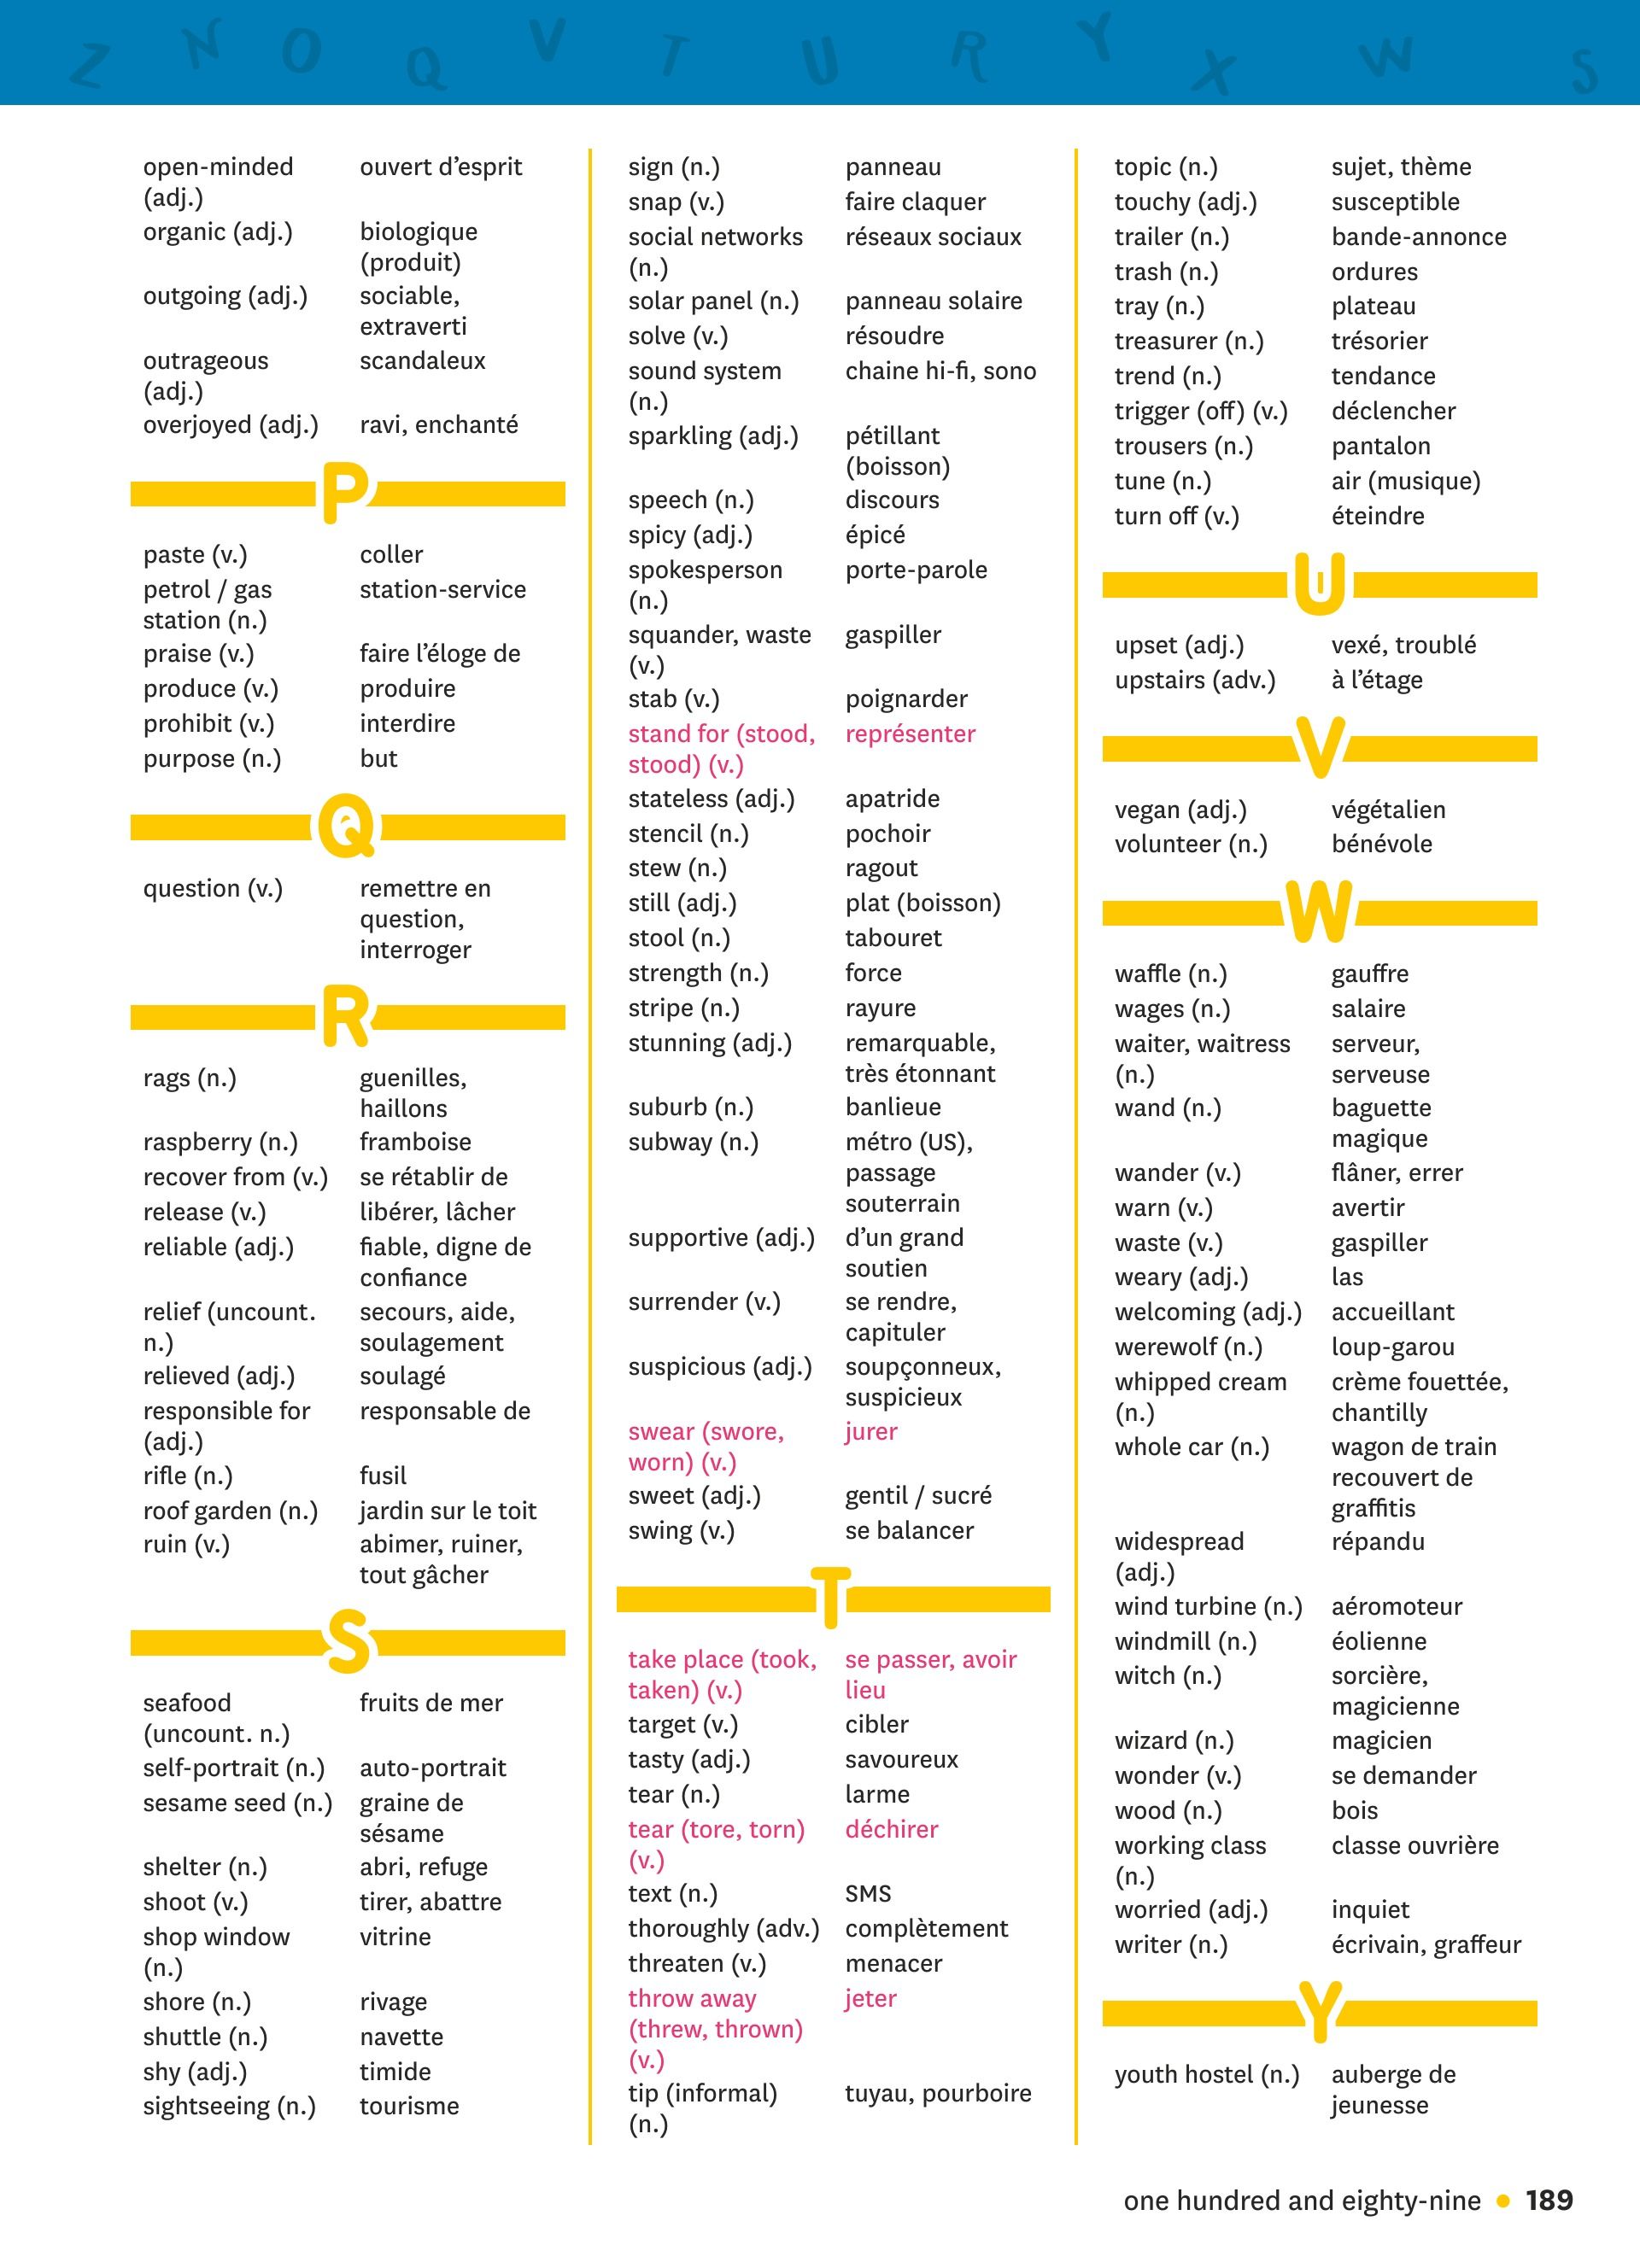 Z N O Q V T U R Y X W S
open-minded ouvert d’esprit
(adj.)
organic (adj.) biologique
(produit)
outgoing (adj.) sociable,
extraverti
outrageous scandaleux
(adj.)
overjoyed (adj.) ravi, enchanté
P
paste (v.) coller
petrol / gas station-service
station (n.)
praise (v.) faire l’éloge de
produce (v.) produire
prohibit (v.) interdire
purpose (n.) but
Q
question (v.) remettre en
question,
interroger
R
rags (n.) guenilles,
haillons
raspberry (n.) framboise
recover from (v.) se rétablir de
release (v.) libérer, lâcher
reliable (adj.) fiable, digne de
confiance
relief (uncount. secours, aide,
n.) soulagement
relieved (adj.) soulagé
responsible for responsable de
(adj.)
rifle (n.) fusil
roof garden (n.) jardin sur le toit
ruin (v.) abimer, ruiner,
tout gâcher
S
seafood fruits de mer
(uncount. n.)
self-portrait (n.) auto-portrait
sesame seed (n.) graine de
sésame
shelter (n.) abri, refuge
shoot (v.) tirer, abattre
shop window vitrine
(n.)
shore (n.) rivage
shuttle (n.) navette
shy (adj.) timide
sightseeing (n.) tourisme
sign (n.) panneau
snap (v.) faire claquer
social networks réseaux sociaux
(n.)
solar panel (n.) panneau solaire
solve (v.) résoudre
sound system chaine hi-fi, sono
(n.)
sparkling (adj.) pétillant
(boisson)
speech (n.) discours
spicy (adj.) épicé
spokesperson porte-parole
(n.)
squander, waste gaspiller
(v.)
stab (v.) poignarder
stand for (stood, représenter
stood) (v.)
stateless (adj.) apatride
stencil (n.) pochoir
stew (n.) ragout
still (adj.) plat (boisson)
stool (n.) tabouret
strength (n.) force
stripe (n.) rayure
stunning (adj.) remarquable,
très étonnant
suburb (n.) banlieue
subway (n.) métro (US),
passage
souterrain
supportive (adj.) d’un grand
soutien
surrender (v.) se rendre,
capituler
suspicious (adj.) soupçonneux,
suspicieux
swear (swore, jurer
worn) (v.)
sweet (adj.) gentil / sucré
swing (v.) se balancer
T
take place (took, se passer, avoir
taken) (v.) lieu
target (v.) cibler
tasty (adj.) savoureux
tear (n.) larme
tear (tore, torn) déchirer
(v.)
text (n.) SMS
thoroughly (adv.) complètement
threaten (v.) menacer
throw away jeter
(threw, thrown)
(v.)
tip (informal) tuyau, pourboire
(n.)
topic (n.) sujet, thème
touchy (adj.) susceptible
trailer (n.) bande-annonce
trash (n.) ordures
tray (n.) plateau
treasurer (n.) trésorier
trend (n.) tendance
trigger (off) (v.) déclencher
trousers (n.) pantalon
tune (n.) air (musique)
turn off (v.) éteindre
U
upset (adj.) vexé, troublé
upstairs (adv.) à l’étage
V
vegan (adj.) végétalien
volunteer (n.) bénévole
W
waffle (n.) gauffre
wages (n.) salaire
waiter, waitress serveur,
(n.) serveuse
wand (n.) baguette
magique
wander (v.) flâner, errer
warn (v.) avertir
waste (v.) gaspiller
weary (adj.) las
welcoming (adj.) accueillant
werewolf (n.) loup-garou
whipped cream crème fouettée,
(n.) chantilly
whole car (n.) wagon de train
recouvert de
graffitis
widespread répandu
(adj.)
wind turbine (n.) aéromoteur
windmill (n.) éolienne
witch (n.) sorcière,
magicienne
wizard (n.) magicien
wonder (v.) se demander
wood (n.) bois
working class classe ouvrière
(n.)
worried (adj.) inquiet
writer (n.) écrivain, graffeur
Y
youth hostel (n.) auberge de
jeunesse
one hundred and eighty-nine • 189